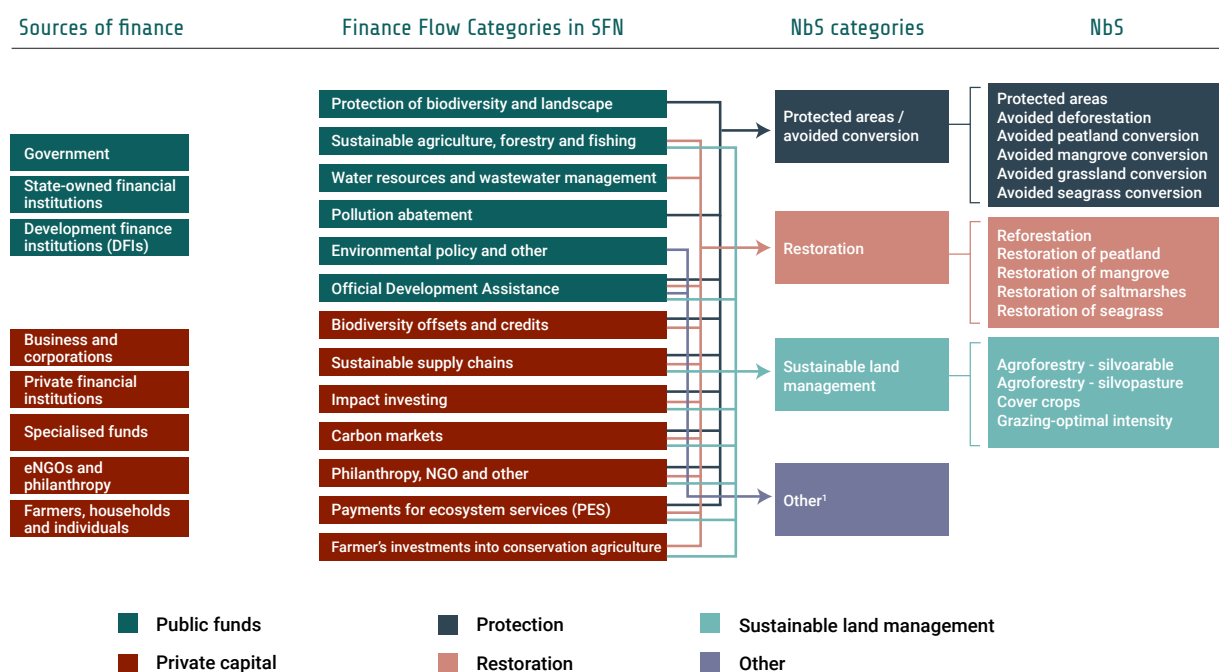 Sources of finance
Finance Flow Categories in SFN
NbS categories
NbS
Government
State-owned financial
institutions
Development finance
institutions (DFIs)
Business and
corporations
Private financial
institutions
Specialised funds
eNGOs and
philanthropy
Farmers, households
and individuals
Protection of biodiversity and landscape
Sustainable agriculture, forestry and fishing
Water resources and wastewater management
Pollution abatement
Environmental policy and other
Official Development Assistance
Biodiversity offsets and credits
Sustainable supply chains
Impact investing
Carbon markets
Philanthropy, NGO and other
Payments for ecosystem services (PES)
Farmer's investments into conservation agriculture
Protected areas /
avoided conversion
Restoration
Sustainable land
management
Other¹
Protected areas
Avoided deforestation
Avoided peatland conversion
Avoided mangrove conversion
Avoided grassland conversion
Avoided seagrass conversion
Reforestation
Restoration of peatland
Restoration of mangrove
Restoration of saltmarshes
Restoration of seagrass
Agroforestry - silvoarable
Agroforestry - silvopasture
Cover crops
Grazing-optimal intensity
Public funds
Protection
Sustainable land management
Private capital
Restoration
Other